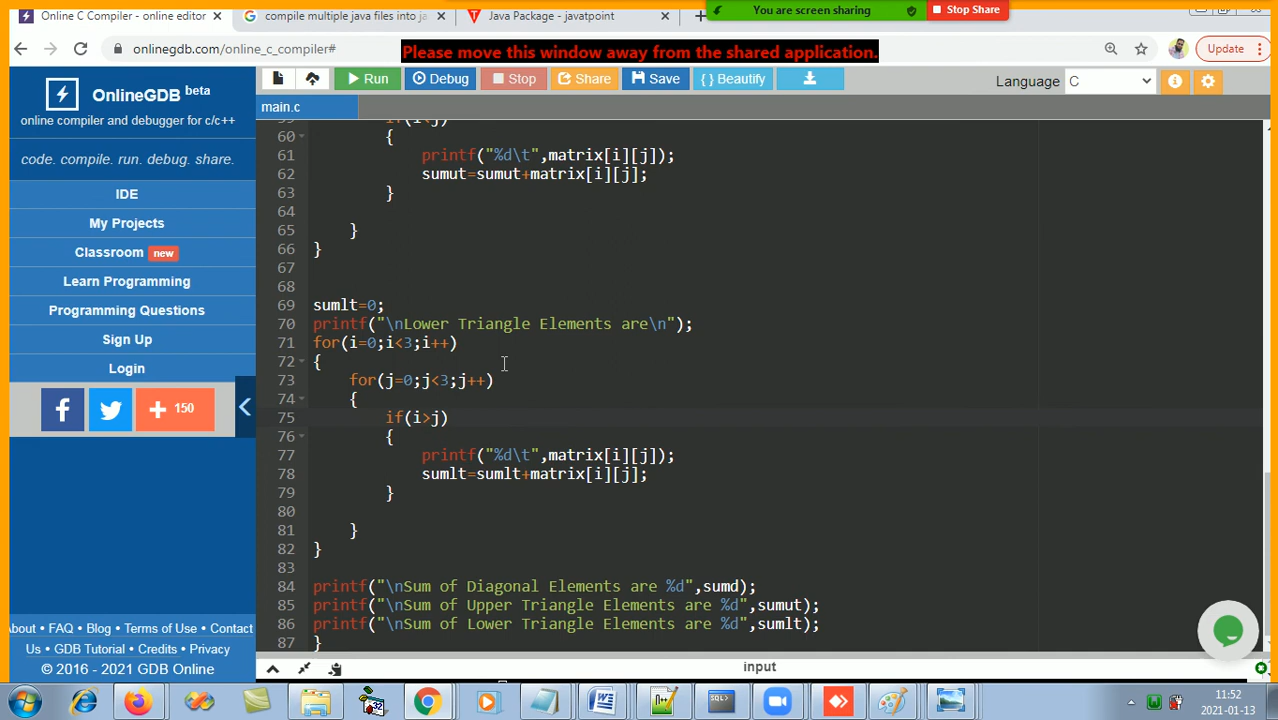 Online C Compiler - online editor
compile multiple java files into ja
Java Package - javatpoint
You are screen sharing
Stop Share
onlinegdb.com/online_c_compiler#
Please move this window away from the shared application.
Update
OnlineGDB beta
online compiler and debugger for c/c++
code. compile. run. debug. share.
IDE
My Projects
Classroom new
Learn Programming
Programming Questions
Sign Up
Login
+ 150
About • FAQ • Blog • Terms of Use • Contact
Us • GDB Tutorial • Credits • Privacy
© 2016 - 2021 GDB Online
Run
Debug
Stop
Share
Save
{ } Beautify
Language C
main.c
60 {
61 printf("%d\t",matrix[i][j]);
62 sumut=sumut+matrix[i][j];
63 }
64
65 }
66 }
67
68
69 sumlt=0;
70 printf("\nLower Triangle Elements are\n");
71 for(i=0;i<3;i++)
72 {
73 for(j=0;j<3;j++)
74 {
75 if(i>j)
76 {
77 printf("%d\t",matrix[i][j]);
78 sumlt=sumlt+matrix[i][j];
79 }
80
81 }
82 }
83
84 printf("\nSum of Diagonal Elements are %d",sumd);
85 printf("\nSum of Upper Triangle Elements are %d",sumut);
86 printf("\nSum of Lower Triangle Elements are %d",sumlt);
87 }
input
11:52
2021-01-13